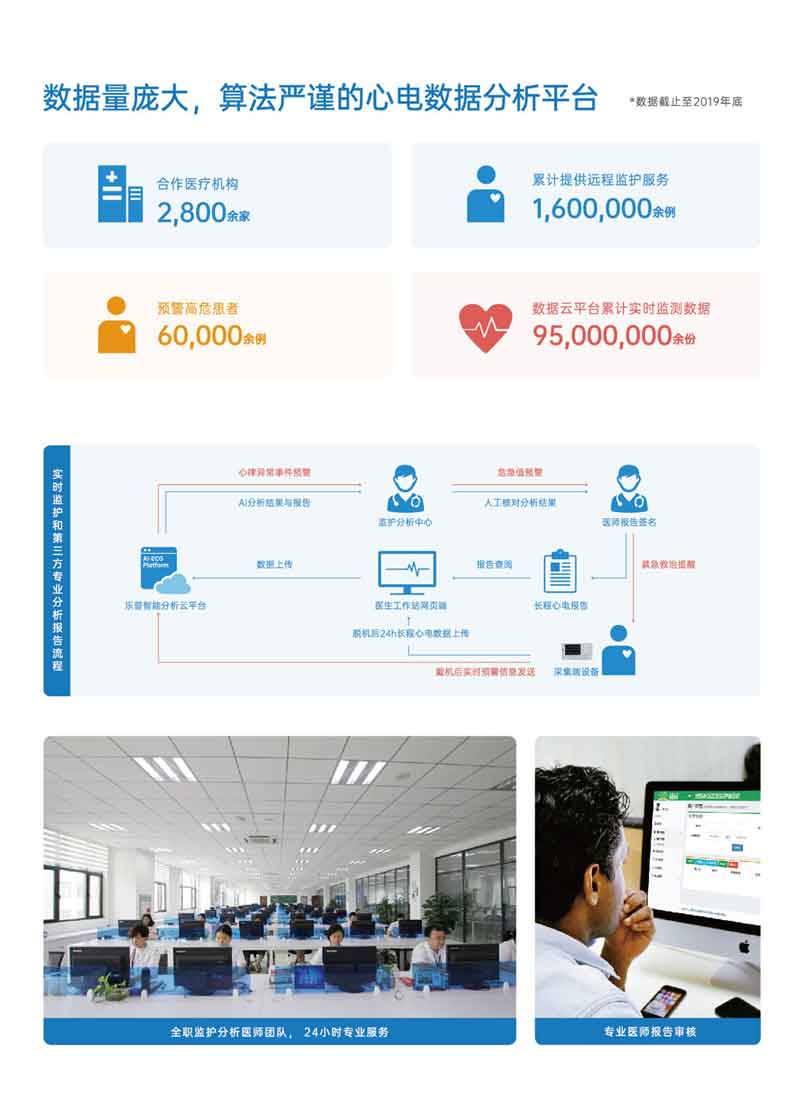 数据量庞大，算法严谨的心电数据分析平台
*数据截止至2019年底
合作医疗机构
2,800余家
累计提供远程监护服务
1,600,000余例
预警高危患者
60,000余例
数据云平台累计实时监测数据
95,000,000余份
实时监护和第三方专业分析报告流程
心律异常事件预警
危急值预警
AI分析结果与报告
人工核对分析结果
监护分析中心
医师报告签名
AI-ECG
Platform
数据上传
报告查阅
紧急救治提醒
乐普智能分析云平台
医生工作站网页端
长程心电报告
脱机后24h长程心电数据上传
戴机后实时预警信息发送
采集端设备
全职监护分析医师团队， 24小时专业服务
专业医师报告审核